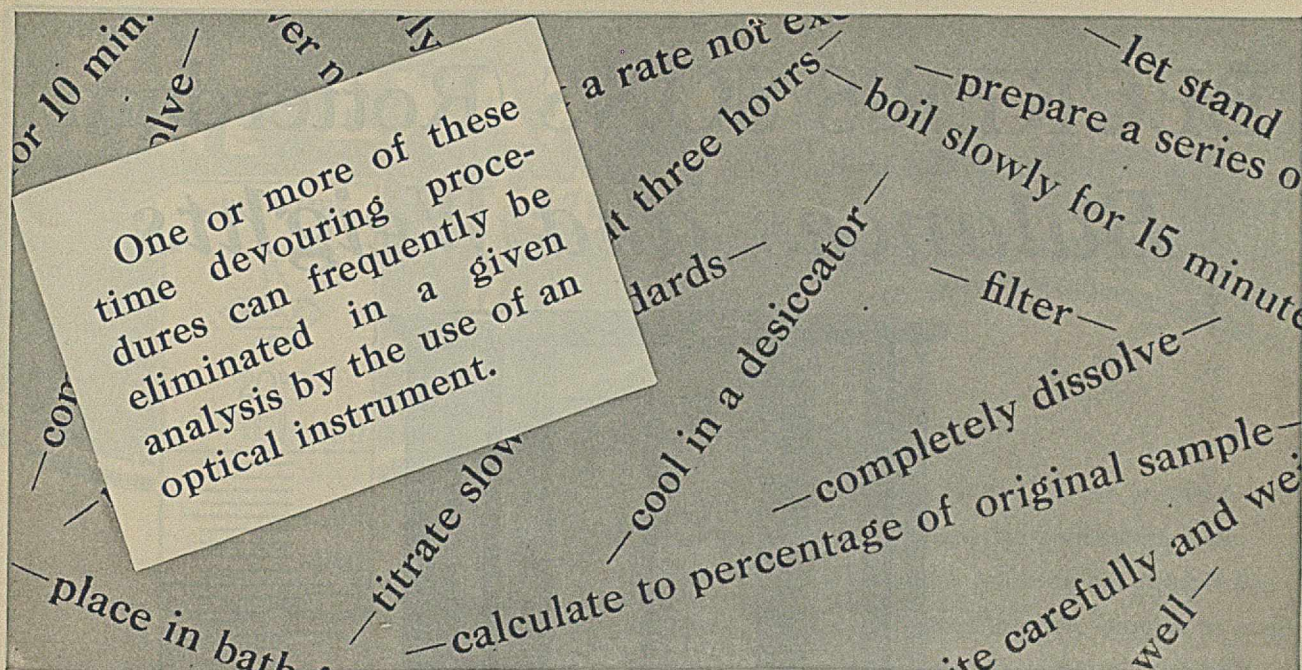 or 10 min.
a rate not
—let stand
—prepare a series
three hours—
—boil slowly for 15
One or more of these
time devouring proce-
dures can frequently be
eliminated in a given
analysis by the use of an
optical instrument.
—filter—
—cool in a desiccator—
—completely dissolve—
—titrate
—calculate to percentage of original sample—
—place in bath
carefully and
well—